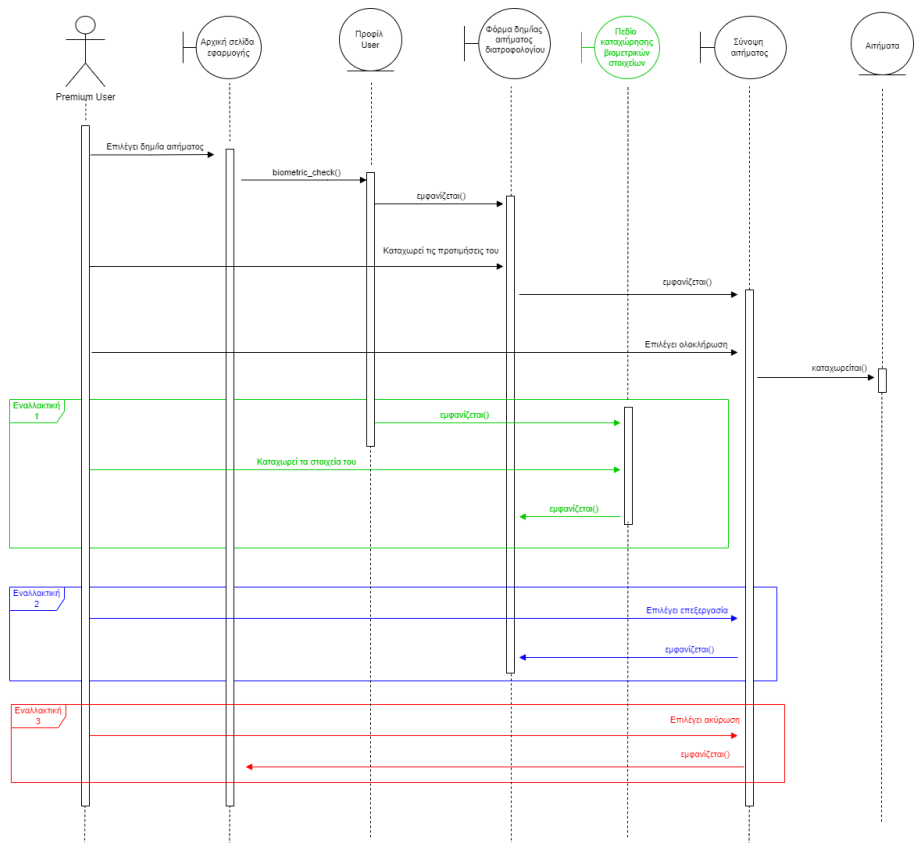 Premium User
Αρχική σελίδα
εφαρμογής
Προφίλ
User
Φόρμα δημ/ίας
αιτήματος
διατροφολογίου
Πεδίο
καταχώρησης
βιομετρικών
στοιχείων
Σύνοψη
αιτήματος
Αιτήματα
Επιλέγει δημ/ία αιτήματος
biometric_check()
εμφανίζεται()
Καταχωρεί τις προτιμήσεις του
εμφανίζεται()
Επιλέγει ολοκλήρωση
καταχωρείται()
Εναλλακτική
1
εμφανίζεται()
Καταχωρεί τα στοιχεία του
εμφανίζεται()
Εναλλακτική
2
Επιλέγει επεξεργασία
εμφανίζεται()
Εναλλακτική
3
Επιλέγει ακύρωση
εμφανίζεται()